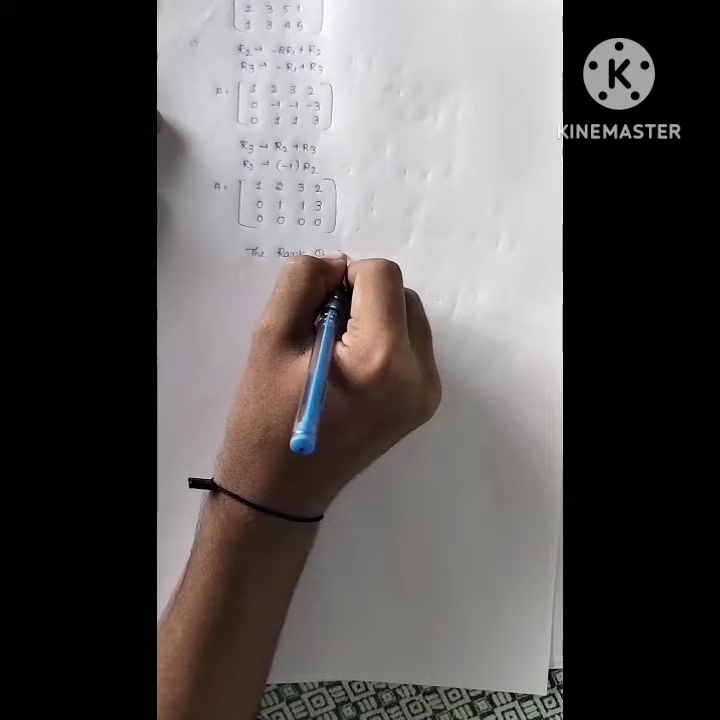 2 3 5 1
1 3 4 5
R2 → -2R1 + R2
R3 → -R1 + R3
A = 1 2 3 2
0 -1 -1 -3
0 1 1 3
R3 → R2 + R3
R2 → (-1) R2
A = 1 2 3 2
0 1 1 3
0 0 0 0
The Rank
K
KINEMASTER